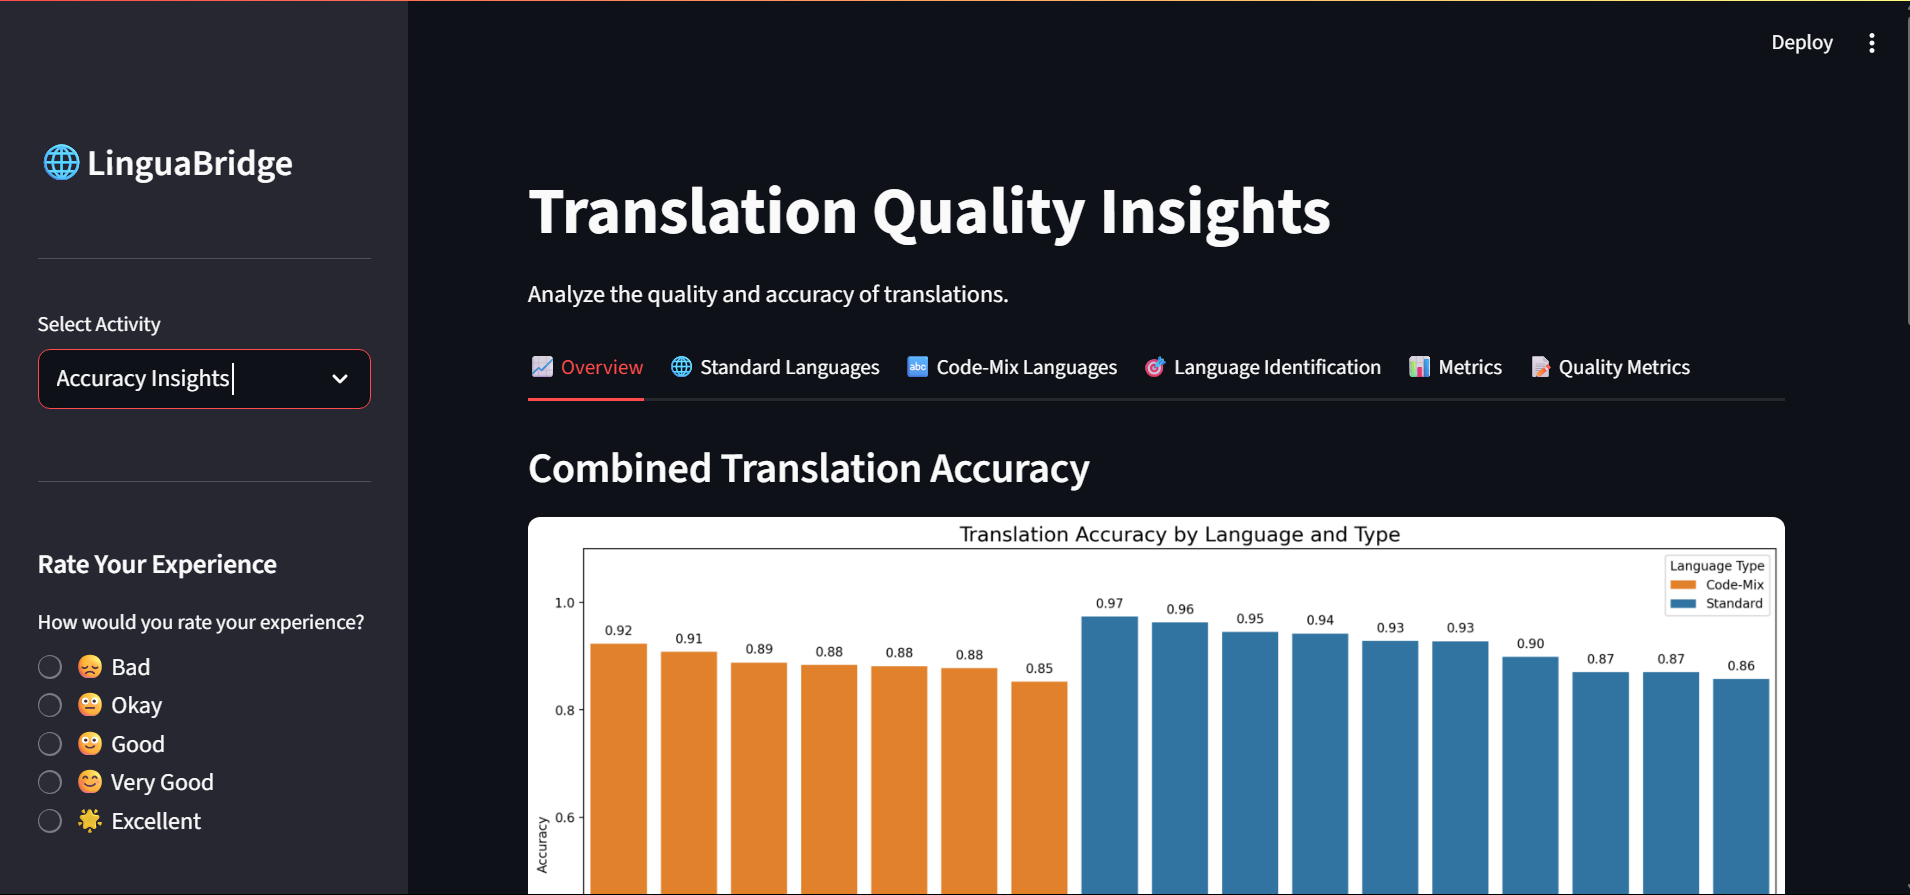 Deploy
LinguaBridge
Select Activity
Accuracy Insights
Rate Your Experience
How would you rate your experience?
Bad
Okay
Good
Very Good
Excellent
Translation Quality Insights
Analyze the quality and accuracy of translations.
Overview Standard Languages abc Code-Mix Languages Language Identification Metrics Quality Metrics
Combined Translation Accuracy
Translation Accuracy by Language and Type
Language Type
Code-Mix
Standard
1.0
0.8
0.6
Accuracy
0.92 0.91 0.89 0.88 0.88 0.88 0.85 0.97 0.96 0.95 0.94 0.93 0.93 0.90 0.87 0.87 0.86